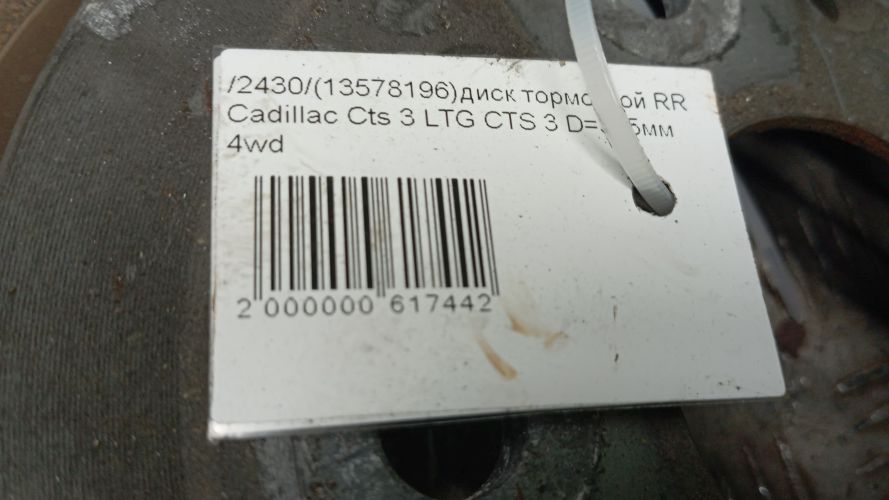 /2430/(13578196)диск RR
Cadillac Cts 3 LTG CTS 3
4wd
2 000000 617442